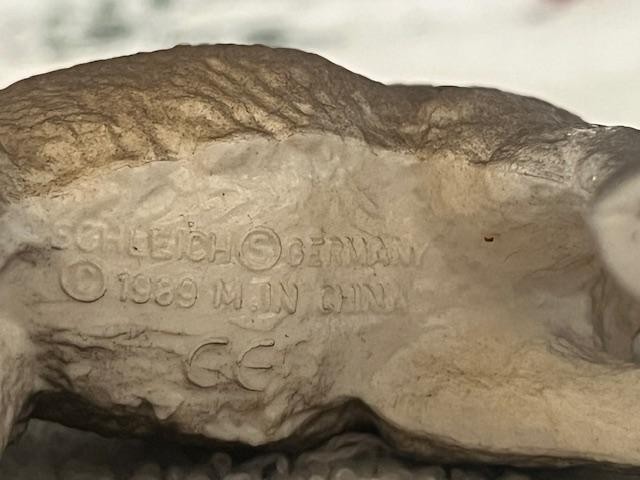 SCHLEICH Ⓢ GERMANY
© 1989 M.IN CHINA
CE